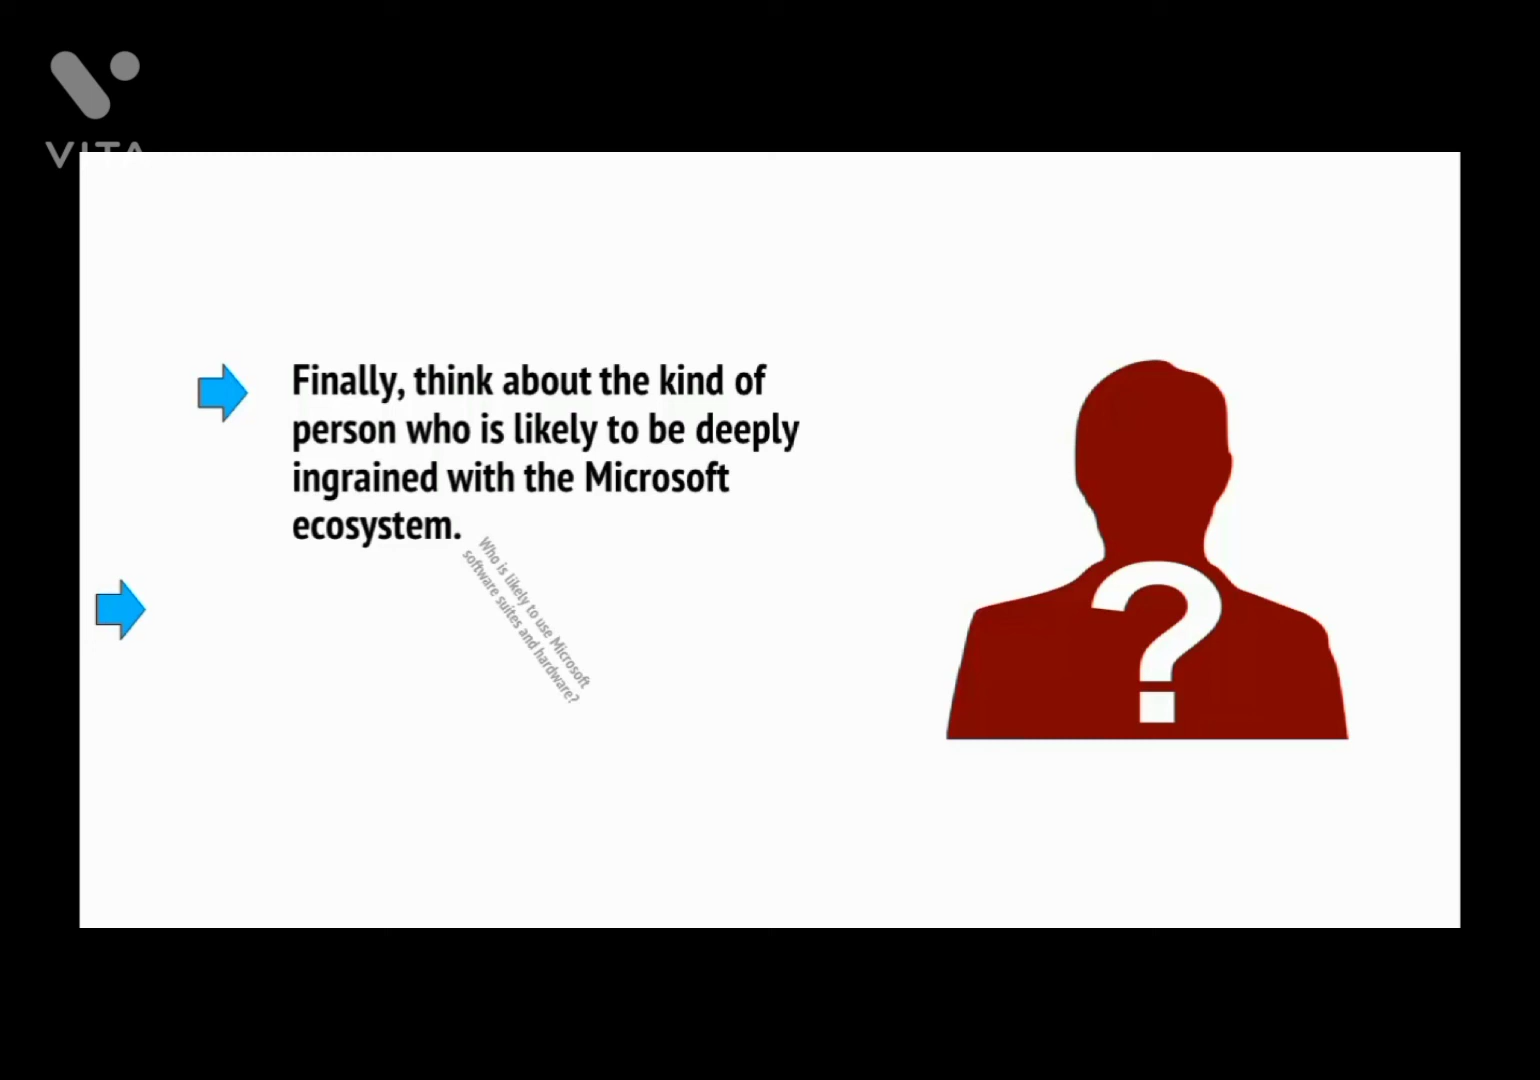 VITA
Finally, think about the kind of
person who is likely to be deeply
ingrained with the Microsoft
ecosystem.
Who is likely to use Microsoft
software suites and hardware?
?